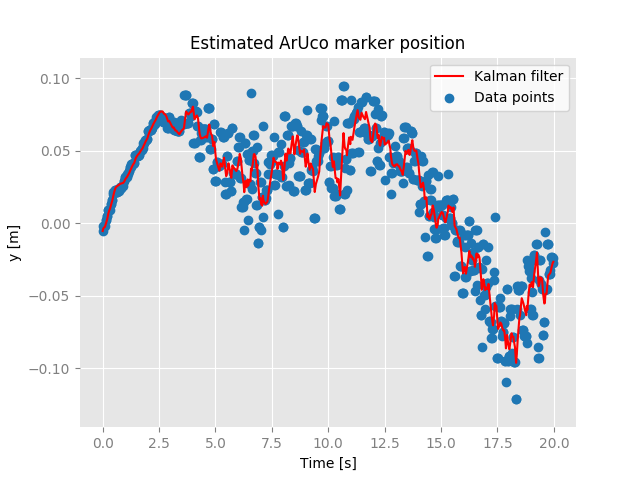 Estimated ArUco marker position
Kalman filter
Data points
y [m]
0.10
0.05
0.00
−0.05
−0.10
0.0 2.5 5.0 7.5 10.0 12.5 15.0 17.5 20.0
Time [s]